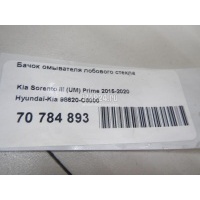 Бачок омывателя лобового стекла
Kia Sorento III (UM) Prime 2015-2020
Hyundai-Kia 98620-C5000
70 784 893